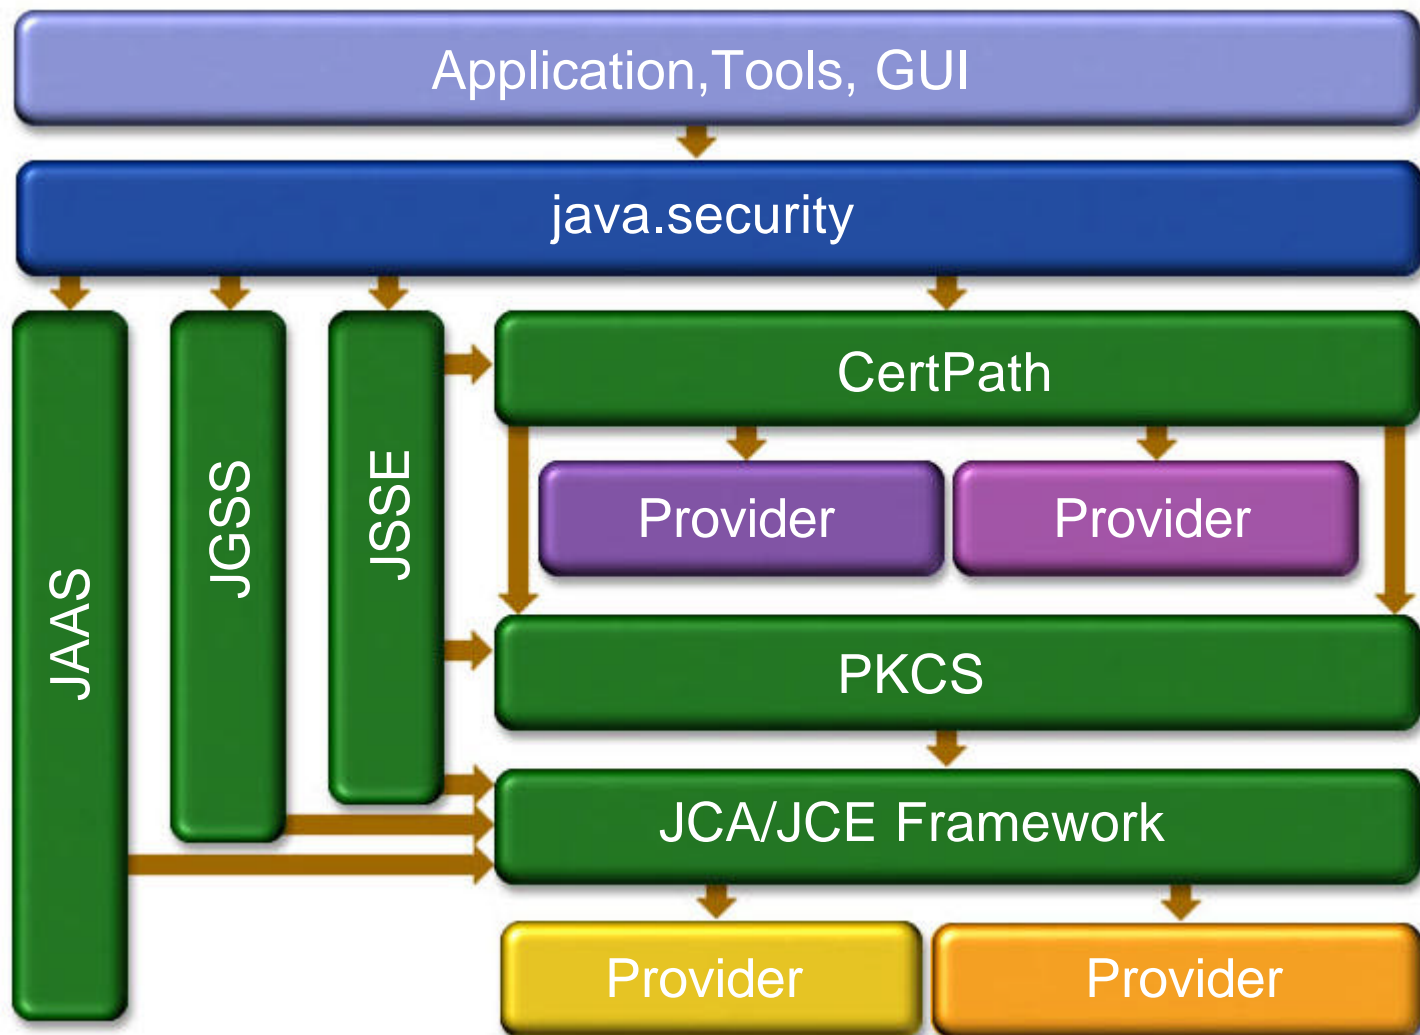 Application,Tools, GUI
java.security
JAAS
JGSS
JSSE
CertPath
Provider
Provider
PKCS
JCA/JCE Framework
Provider
Provider